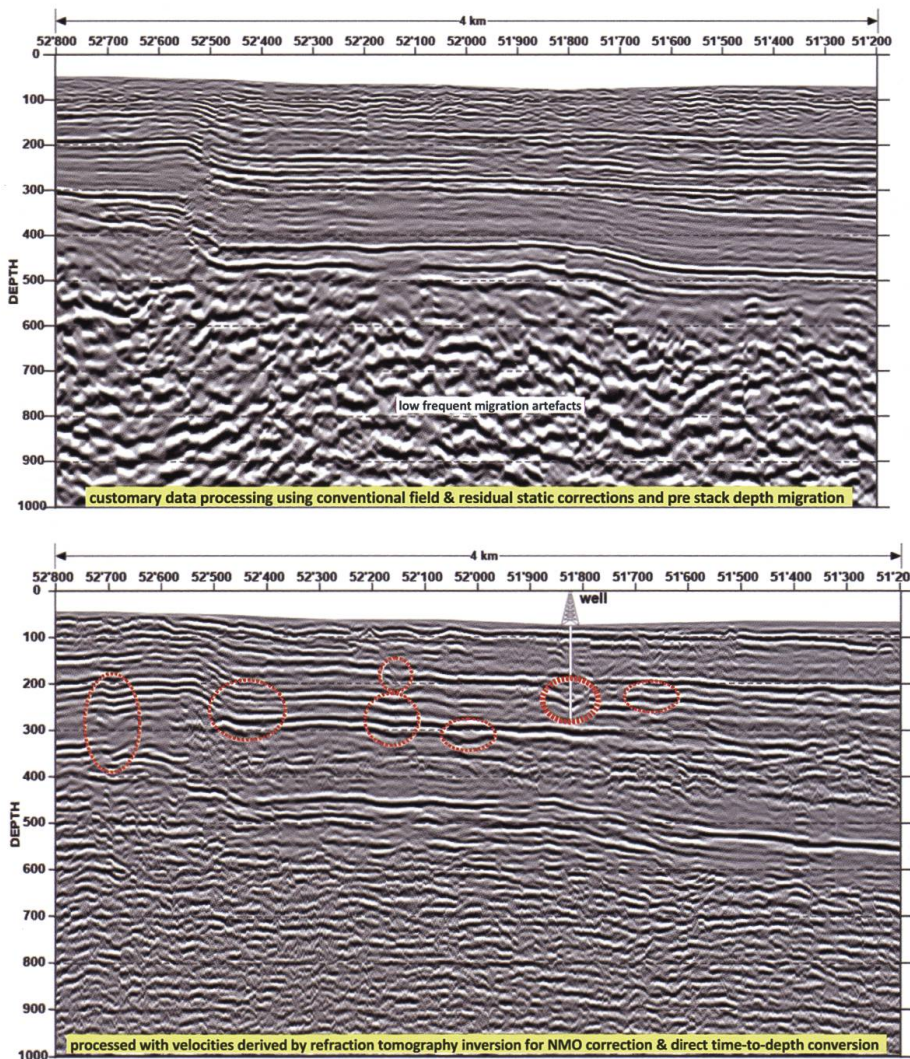 4 km
52'800 52'700 52'600 52'500 52'400 52'300 52'200 52'100 52'000 51'900 51'800 51'700 51'600 51'500 51'400 51'300 51'200
0
100
200
300
400
500
600
700
800
900
1000
DEPTH
low frequent migration artefacts
customary data processing using conventional field & residual static corrections and pre stack depth migration
4 km
52'800 52'700 52'600 52'500 52'400 52'300 52'200 52'100 52'000 51'900 51'800 51'700 51'600 51'500 51'400 51'300 51'20
0
well
100
200
300
400
500
600
700
800
900
1000
DEPTH
processed with velocities derived by refraction tomography inversion for NMO correction & direct time-to-depth conversion